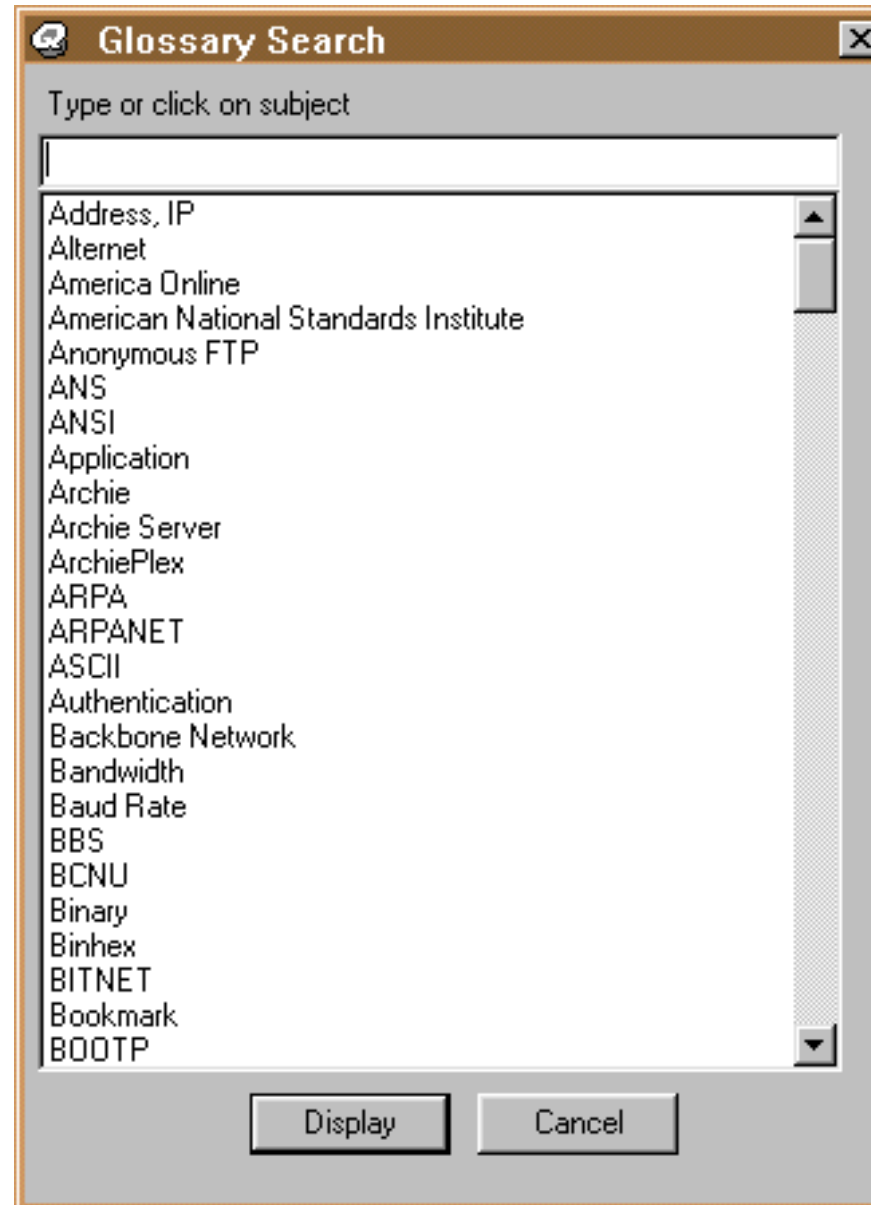 Glossary Search
Type or click on subject
Address, IP
Alternet
America Online
American National Standards Institute
Anonymous FTP
ANS
ANSI
Application
Archie
Archie Server
ArchiePlex
ARPA
ARPANET
ASCII
Authentication
Backbone Network
Bandwidth
Baud Rate
BBS
BCNU
Binary
Binhex
BITNET
Bookmark
BOOTP
Display Cancel